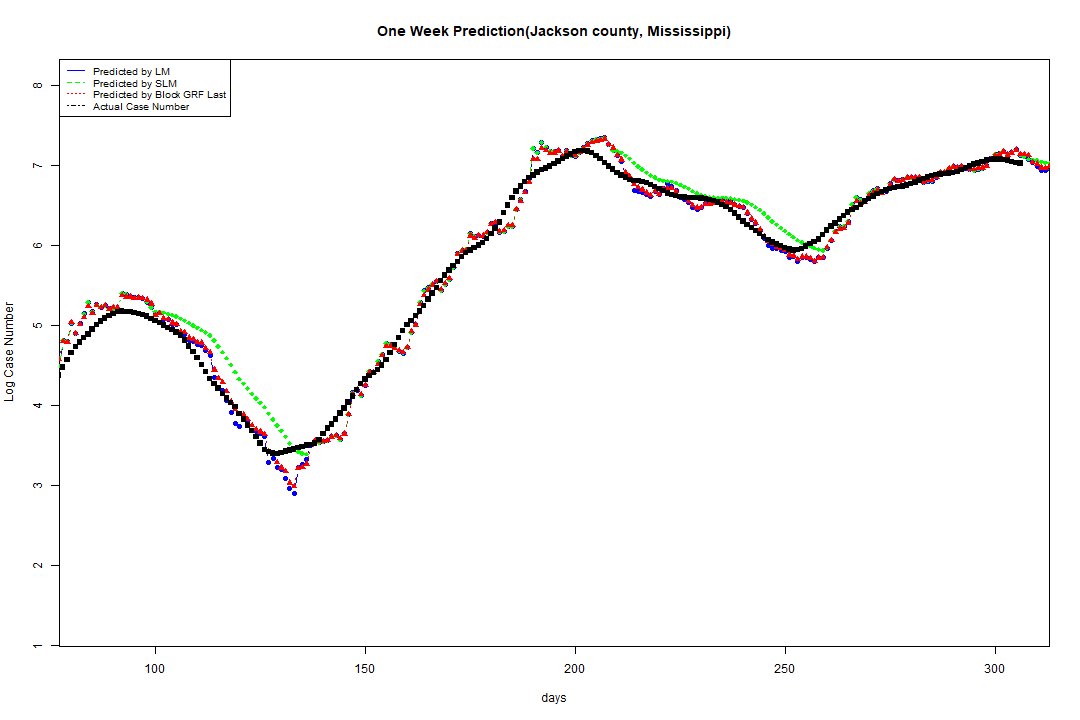 One Week Prediction(Jackson county, Mississippi)
Predicted by LM
Predicted by SLM
Predicted by Block GRF Last
Actual Case Number
8
7
6
5
4
3
2
1
Log Case Number
100 150 200 250 300
days